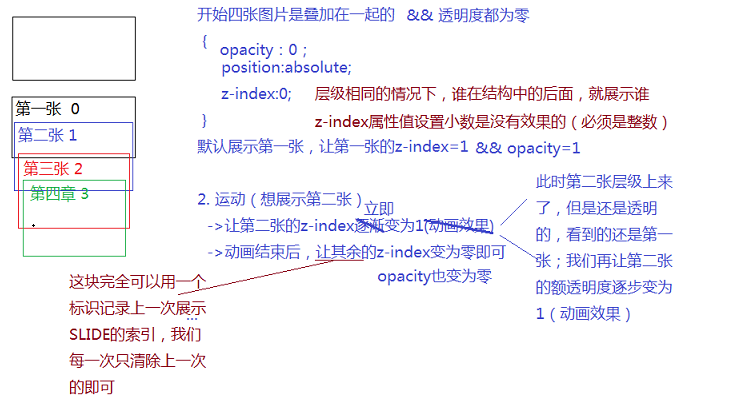 开始四张图片是叠加在一起的 && 透明度都为零
{
opacity：0；
position:absolute;
z-index:0; 层级相同的情况下，谁在结构中的后面，就展示谁
} z-index属性值设置小数是没有效果的（必须是整数）
默认展示第一张，让第一张的z-index=1 && opacity=1
第一张 0
第二张 1
第三张 2
第四章 3
2. 运动（想展示第二张）
立即
->让第二张的z-index逐渐变为1(动画效果)
->动画结束后，让其余的z-index变为零即可
opacity也变为零
此时第二张层级上来
了，但是还是透明
的，看到的还是第一
张；我们再让第二张
的额透明度逐步变为
1（动画效果）
这块完全可以用一个
标识记录上一次展示
SLIDE的索引，我们
每一次只清除上一次
的即可